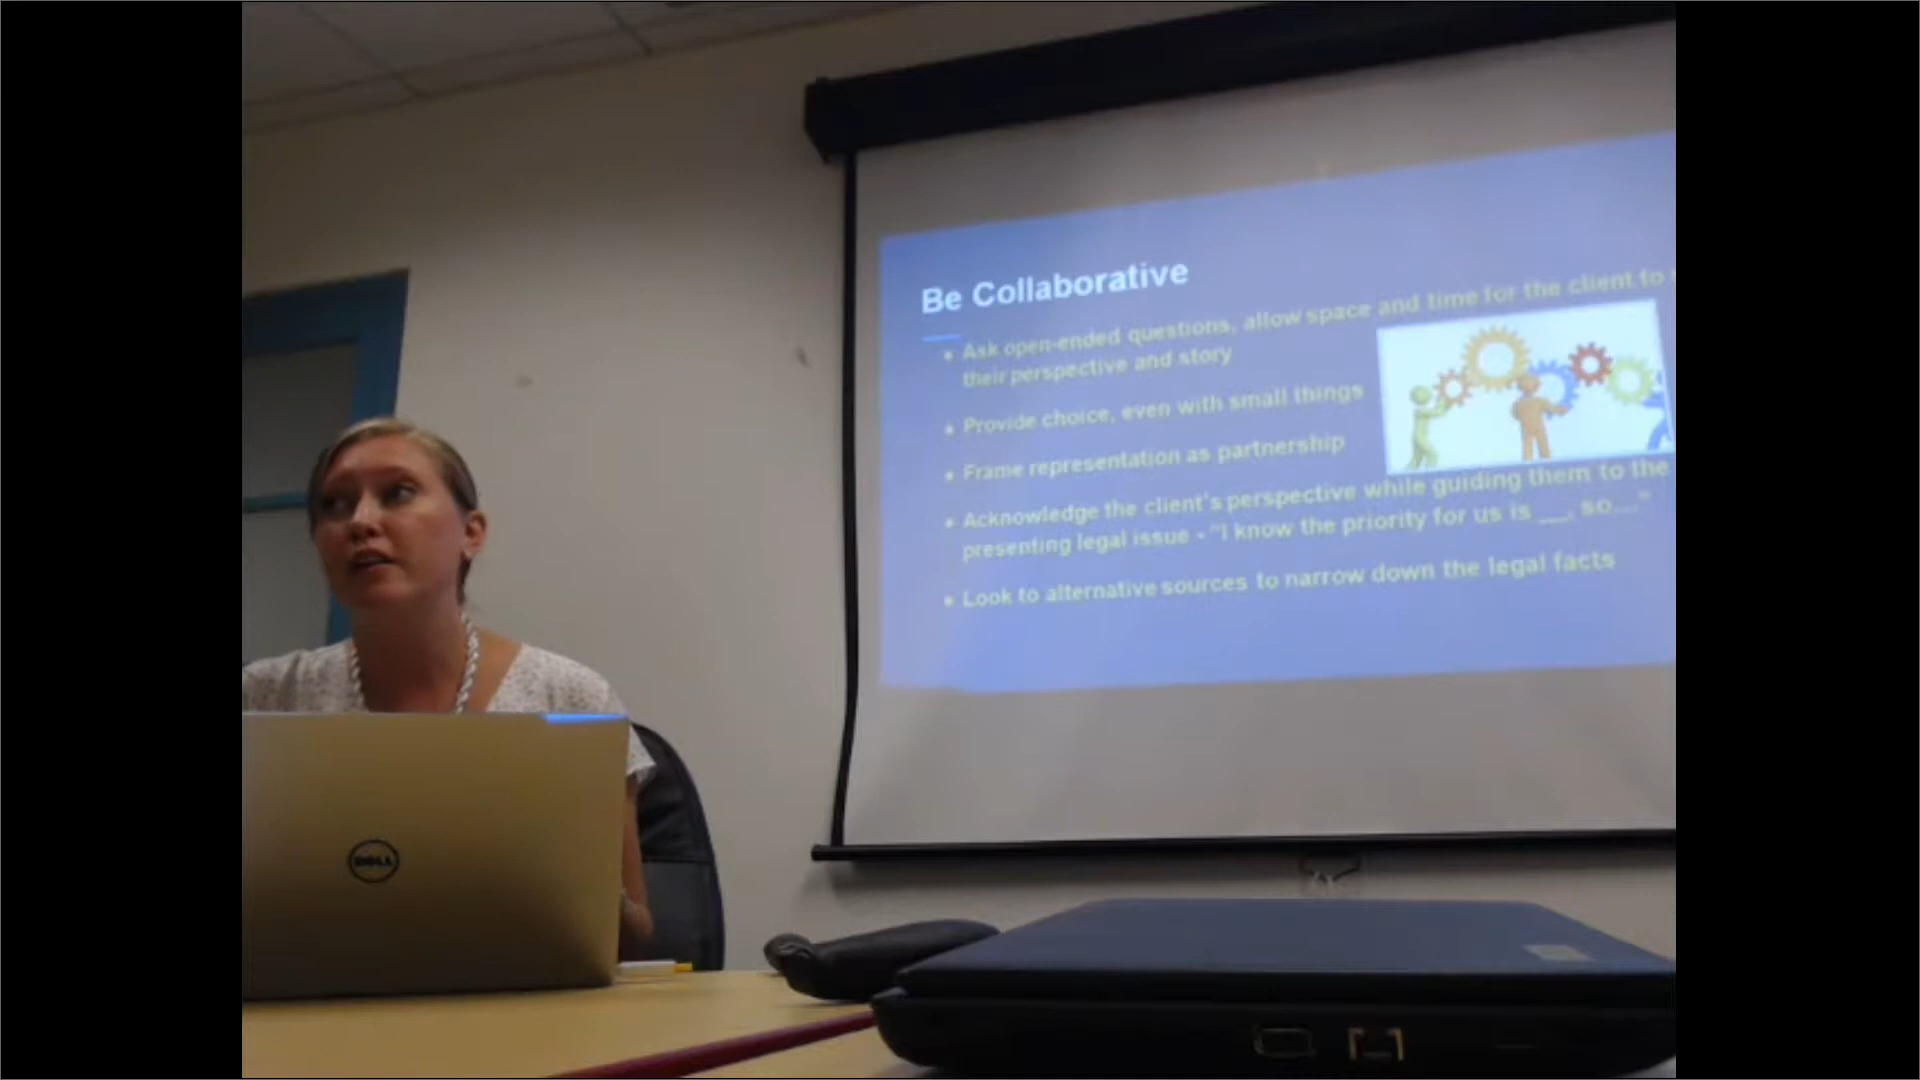 Be Collaborative
• Ask open-ended questions, allow space and time for the client to
their perspective and story
• Provide choice, even with small things
• Frame representation as partnership
• Acknowledge the client's perspective while guiding them to the
presenting legal issue - "I know the priority for us is __, so..."
• Look to alternative sources to narrow down the legal facts
DELL